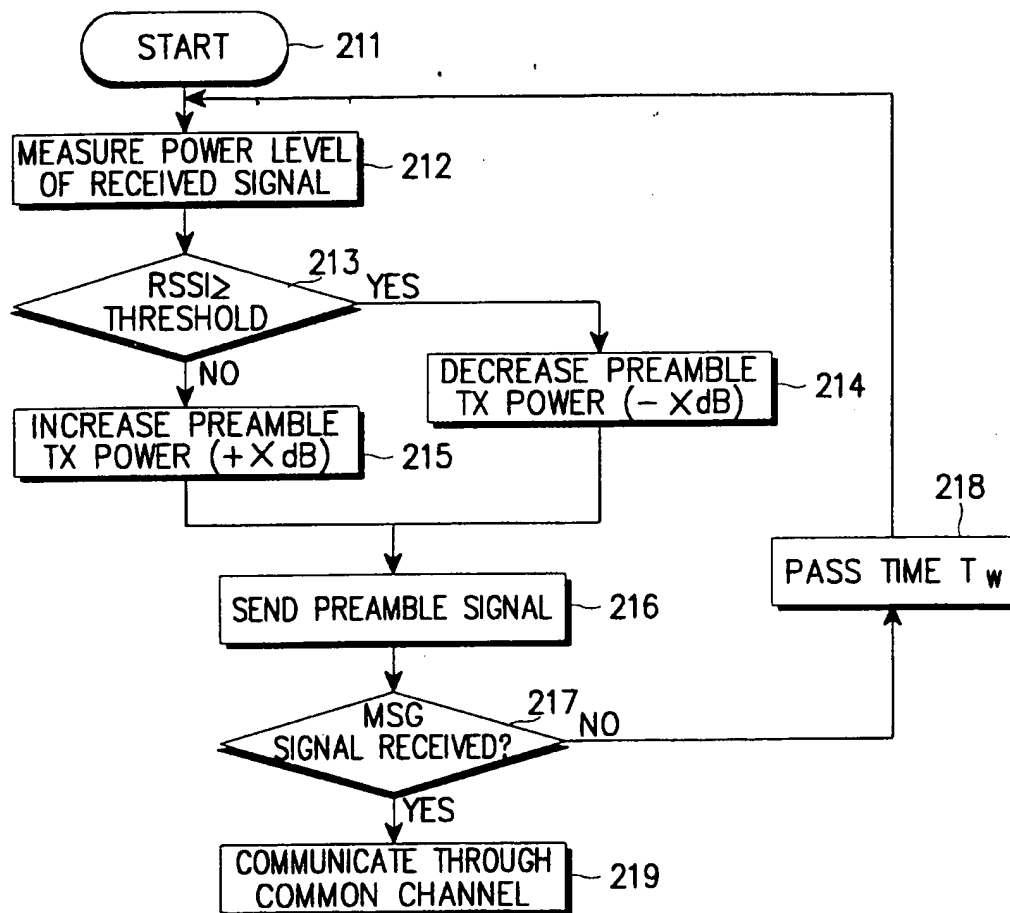 START
211
MEASURE POWER LEVEL
OF RECEIVED SIGNAL
212
213
RSSI≥
THRESHOLD
YES
NO
DECREASE PREAMBLE
TX POWER (-XdB)
214
INCREASE PREAMBLE
TX POWER (+XdB)
215
218
PASS TIME TW
SEND PREAMBLE SIGNAL
216
217
MSG
SIGNAL RECEIVED?
NO
YES
COMMUNICATE THROUGH
COMMON CHANNEL
219